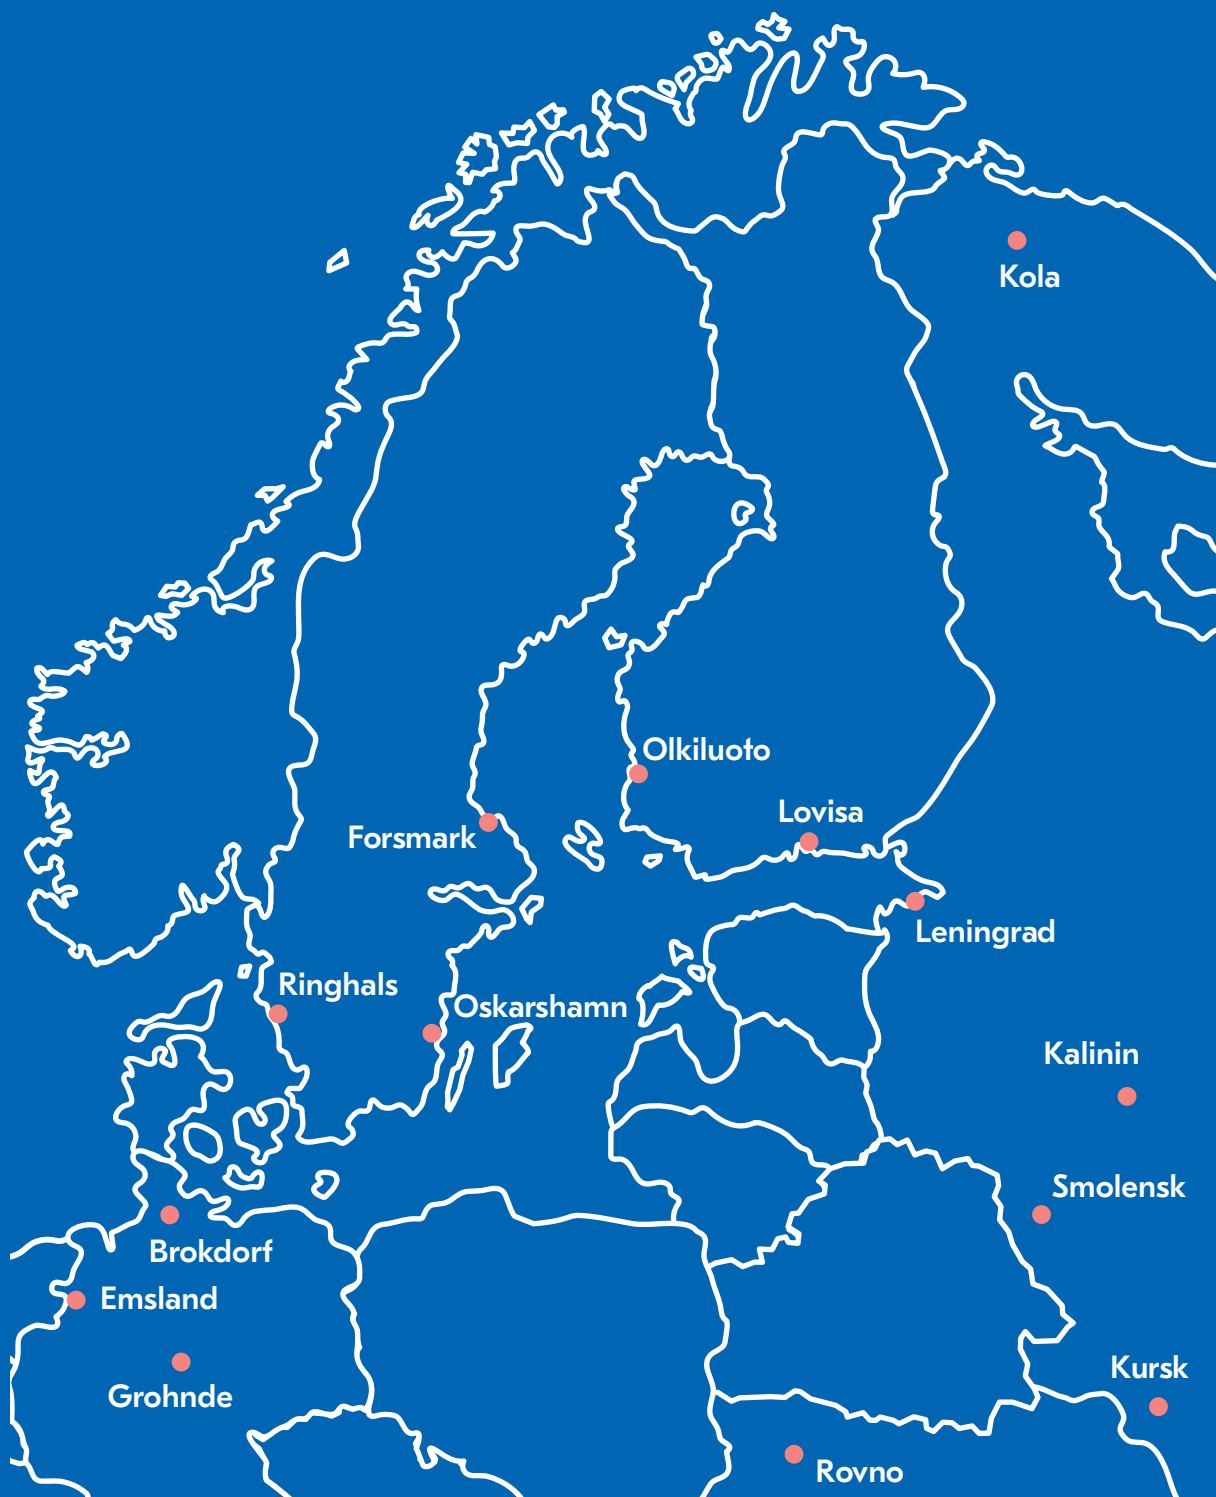 Kola
Olkiluoto
Lovisa
Forsmark
Leningrad
Ringhals
Oskarshamn
Kalinin
Smolensk
Brokdorf
Emsland
Kursk
Grohnde
Rovno